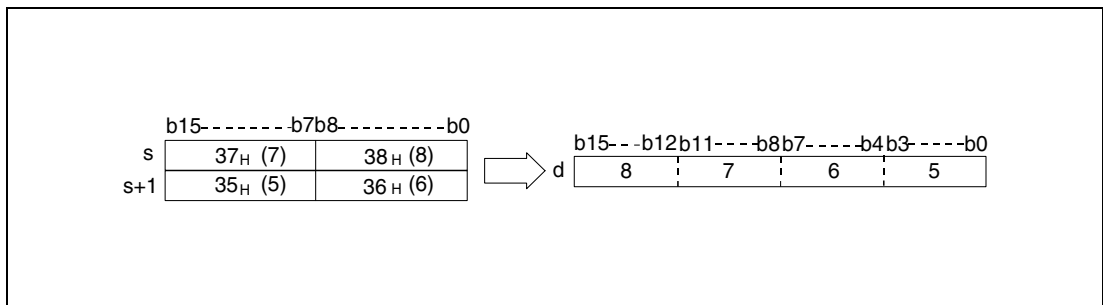 b15--------b7b8--------b0
s 37H (7) 38H (8)
s+1 35H (5) 36H (6)
b15----b12b11-----b8b7------b4b3------b0
d 8 7 6 5